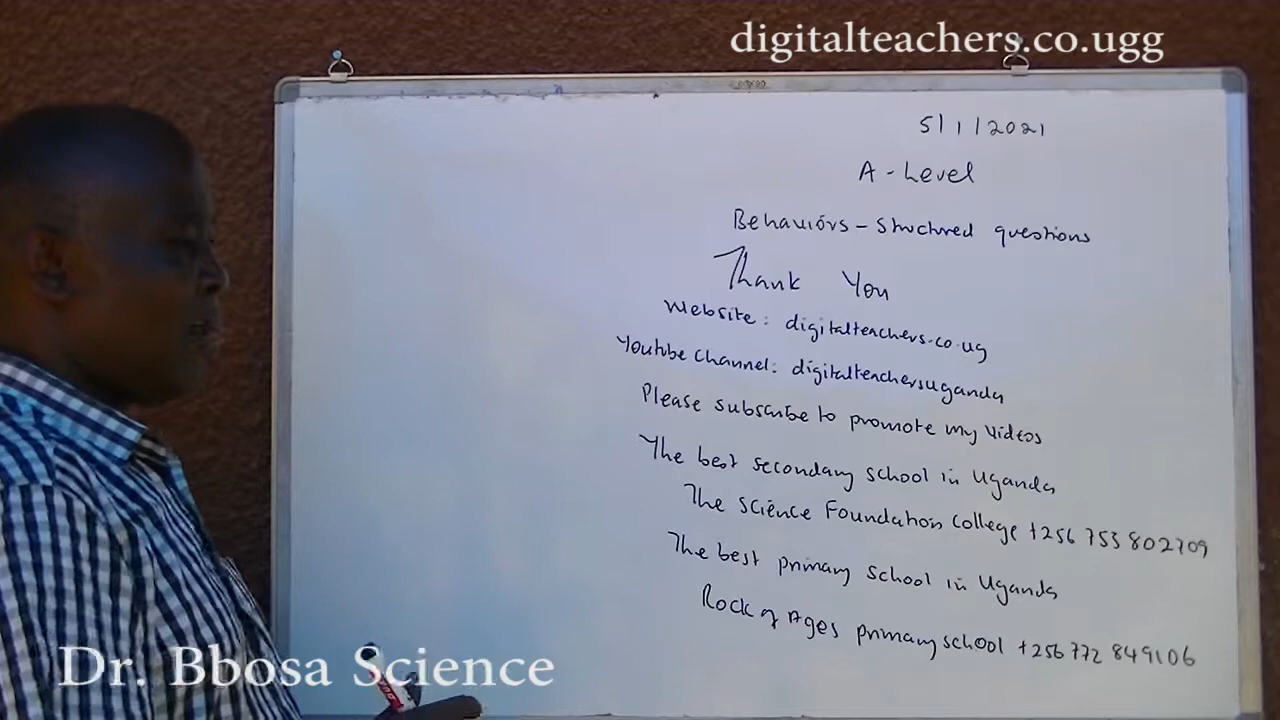 digitalteachers.co.ugg
5/1/2021
A - Level
Behaviors - Structured questions
Thank You
Website: digitalteachers.co.ug
Youtube channel: digitalteachersuganda
Please subscribe to promote my videos
The best secondary school in Uganda
The Science Foundation College +256 753 802709
The best primary school in Uganda
Rock of Ages primary school +256 772 849106
Dr. Bbosa Science